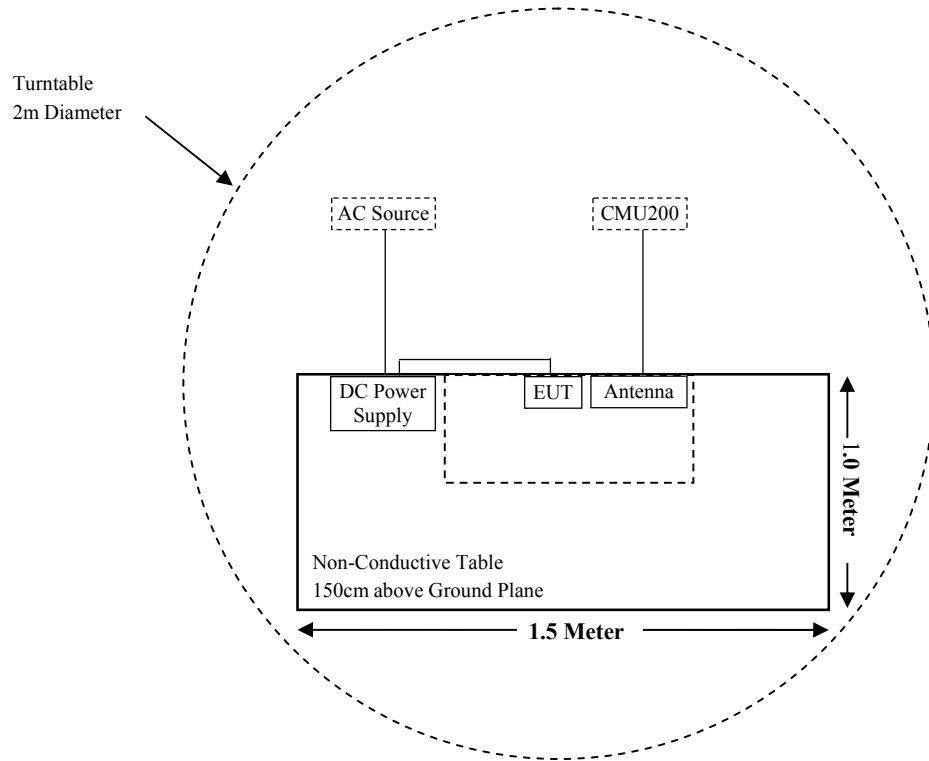 Turntable
2m Diameter
AC Source
CMU200
DC Power
Supply
EUT
Antenna
1.0 Meter
Non-Conductive Table
150cm above Ground Plane
1.5 Meter